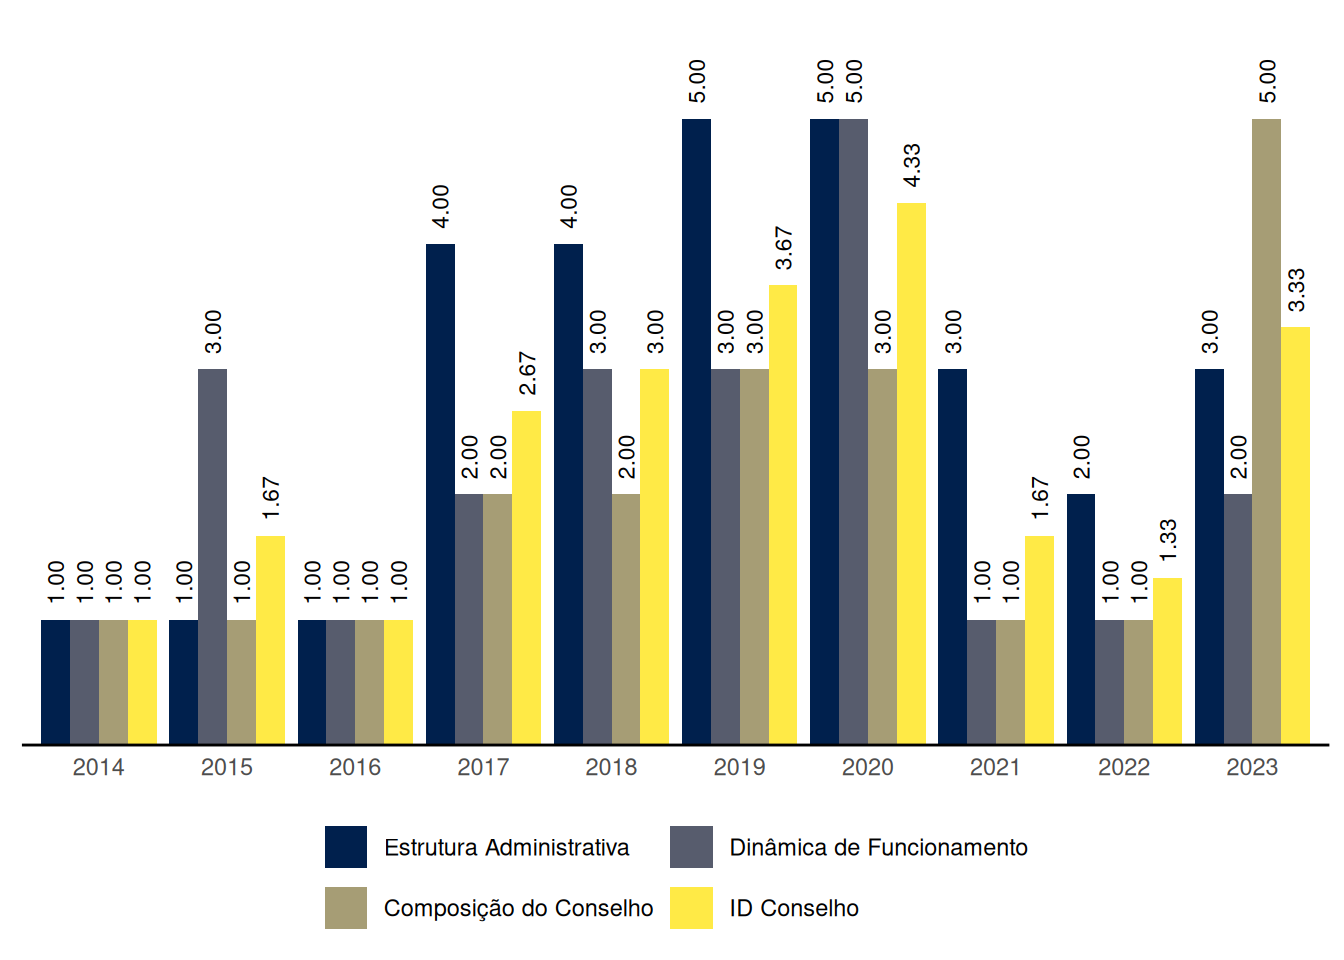 1.00 1.00 1.00 1.00
1.00 3.00 1.00 1.67
1.00 1.00 1.00 1.00
4.00 2.00 2.00 2.67
4.00 3.00 2.00 3.00
5.00 3.00 3.00 3.67
5.00 5.00 3.00 4.33
3.00 1.00 1.00 1.67
2.00 1.00 1.00 1.33
3.00 2.00 5.00 3.33
2014 2015 2016 2017 2018 2019 2020 2021 2022 2023
Estrutura Administrativa Dinâmica de Funcionamento
Composição do Conselho ID Conselho